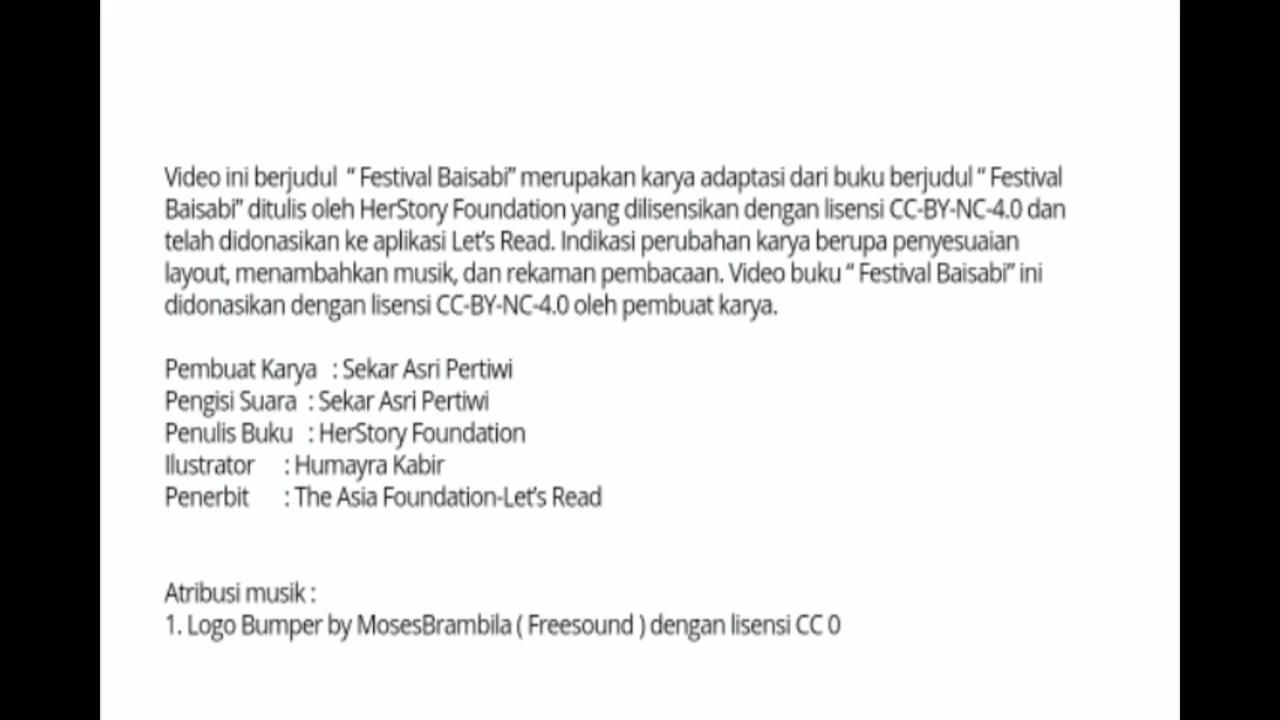 Video ini berjudul “ Festival Baisabi” merupakan karya adaptasi dari buku berjudul “ Festival
Baisabi” ditulis oleh HerStory Foundation yang dilisensikan dengan lisensi CC-BY-NC-4.0 dan
telah didonasikan ke aplikasi Let’s Read. Indikasi perubahan karya berupa penyesuaian
layout, menambahkan musik, dan rekaman pembacaan. Video buku “ Festival Baisabi” ini
didonasikan dengan lisensi CC-BY-NC-4.0 oleh pembuat karya.
Pembuat Karya : Sekar Asri Pertiwi
Pengisi Suara : Sekar Asri Pertiwi
Penulis Buku : HerStory Foundation
Ilustrator : Humayra Kabir
Penerbit : The Asia Foundation-Let’s Read
Atribusi musik :
1. Logo Bumper by MosesBrambila ( Freesound ) dengan lisensi CC 0